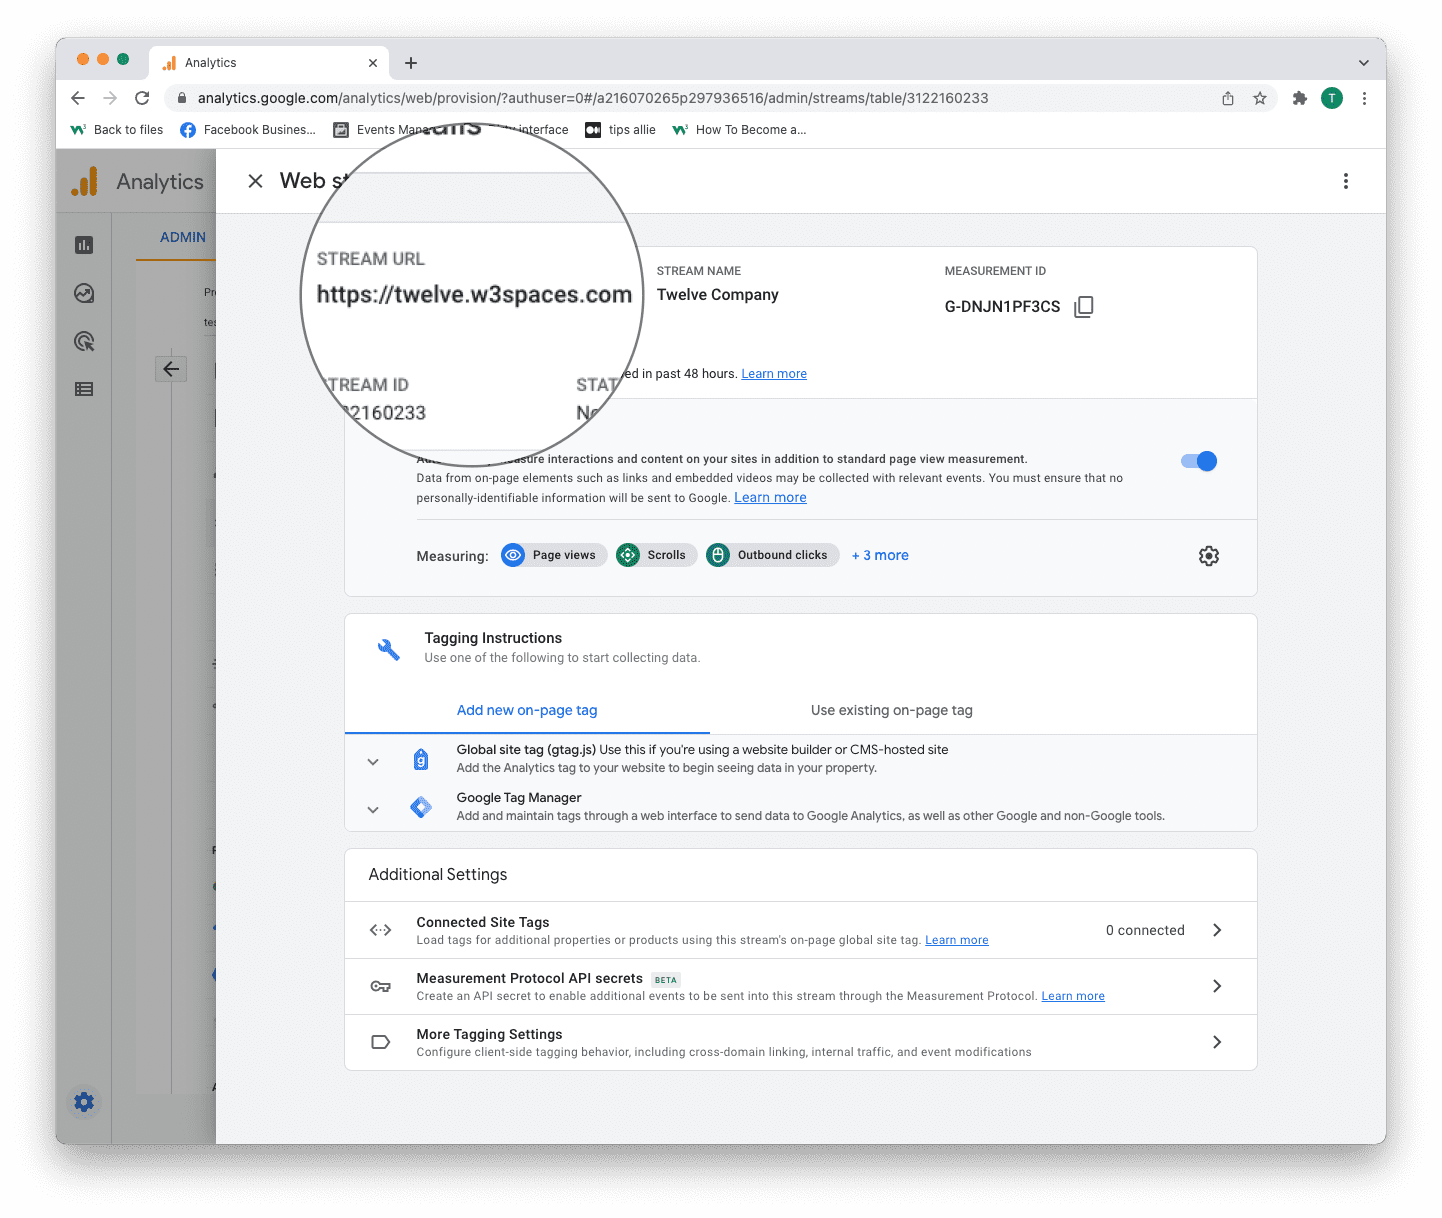 Analytics
analytics.google.com/analytics/web/provision/?authuser=0#/a216070265p297936516/admin/streams/table/3122160233
T
Back to files
Facebook Busines...
Events Mana
interface
tips allie
How To Become a...
Analytics
Web st
ADMIN
STREAM URL
https://twelve.w3spaces.com
STREAM NAME
Twelve Company
MEASUREMENT ID
G-DNJN1PF3CS
ed in past 48 hours. Learn more
TREAM ID
STAT
22160233
interactions and content on your sites in addition to standard page view measurement.
Data from on-page elements such as links and embedded videos may be collected with relevant events. You must ensure that no
personally-identifiable information will be sent to Google. Learn more
Measuring: Page views Scrolls Outbound clicks + 3 more
Tagging Instructions
Use one of the following to start collecting data.
Add new on-page tag
Use existing on-page tag
Global site tag (gtag.js) Use this if you're using a website builder or CMS-hosted site
Add the Analytics tag to your website to begin seeing data in your property.
Google Tag Manager
Add and maintain tags through a web interface to send data to Google Analytics, as well as other Google and non-Google tools.
Additional Settings
Connected Site Tags
Load tags for additional properties or products using this stream's on-page global site tag. Learn more
0 connected
Measurement Protocol API secrets BETA
Create an API secret to enable additional events to be sent into this stream through the Measurement Protocol. Learn more
More Tagging Settings
Configure client-side tagging behavior, including cross-domain linking, internal traffic, and event modifications